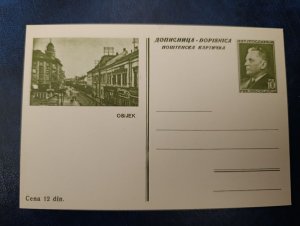 ДОПИСНИЦА - DOPISNICA
ПОШТЕНСКА КАРТИЧКА
OSIJEK
Cena 12 din.